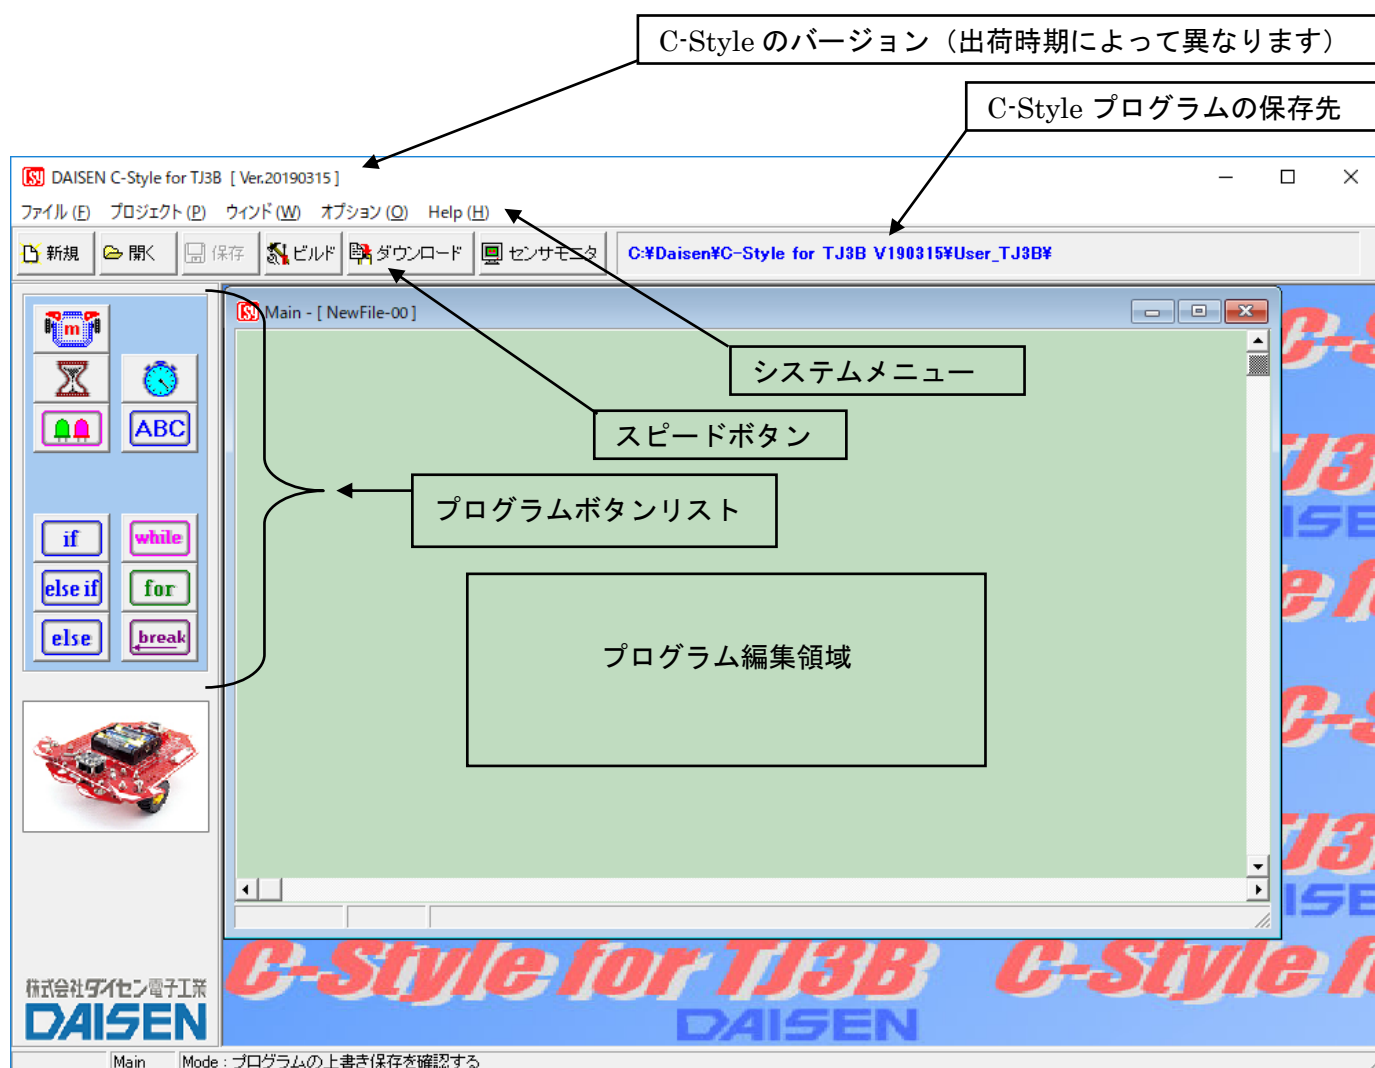 C-Style のバージョン（出荷時期によって異なります）
C-Style プログラムの保存先
DAISEN C-Style for TJ3B [ Ver.20190315 ]
ファイル (F) プロジェクト (P) ウィンド (W) オプション (O) Help (H)
新規 開く 保存 ビルド ダウンロード センサモニタ C:¥Daisen¥C-Style for TJ3B V190315¥User_TJ3B¥
Main - [ NewFile-00 ]
m
システムメニュー
ABC
スピードボタン
プログラムボタンリスト
if while
else if for
else break
プログラム編集領域
C-Style for TJ3B C-Style fo
株式会社ダイセン電子工業
DAISEN
DAISEN
Main Mode : プログラムの上書き保存を確認する